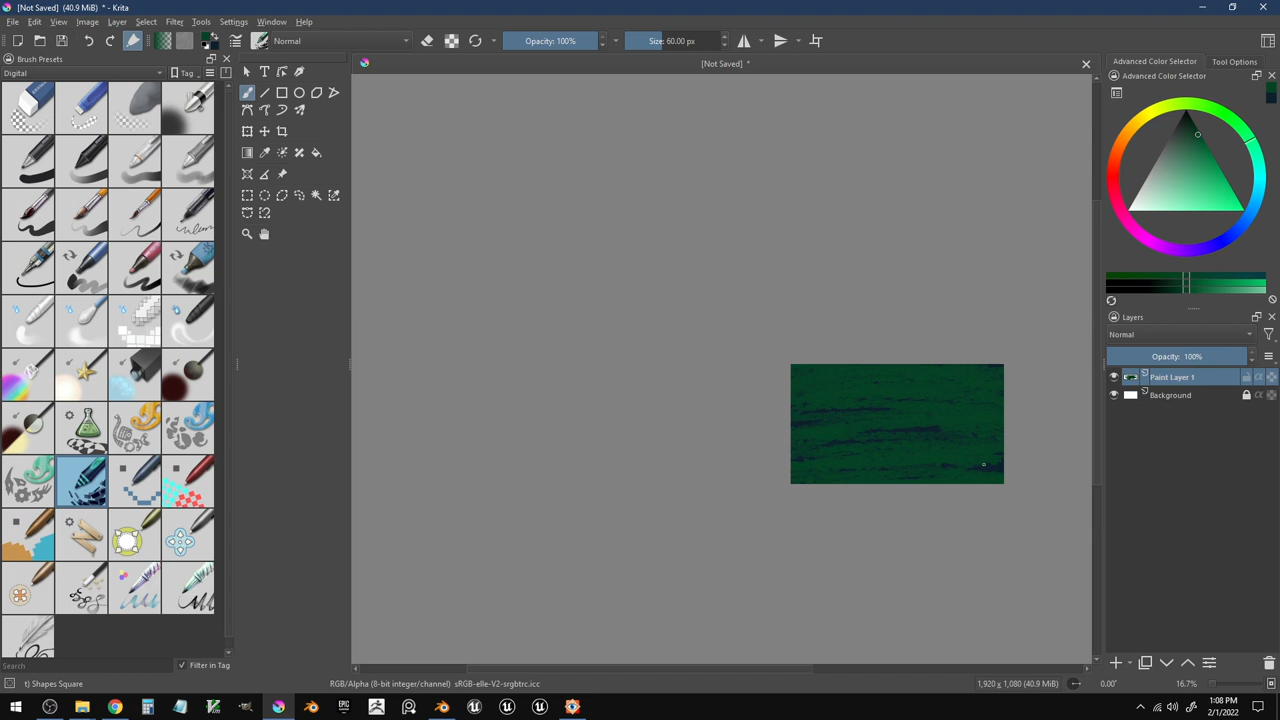 [Not Saved] (40.9 MiB) * - Krita
File Edit View Image Layer Select Filter Tools Settings Window Help
Normal
Opacity: 100%
Size: 60.00 px
Brush Presets
Digital
Tag
[Not Saved] *
Advanced Color Selector
Tool Options
Advanced Color Selector
Layers
Normal
Opacity: 100%
Paint Layer 1
Background
Search
Filter in Tag
t) Shapes Square
RGB/Alpha (8-bit integer/channel) sRGB-elle-V2-srgbtrc.icc
1,920 x 1,080 (40.9 MiB)
0.00°
16.7%
EPIC
1:08 PM
2/1/2022